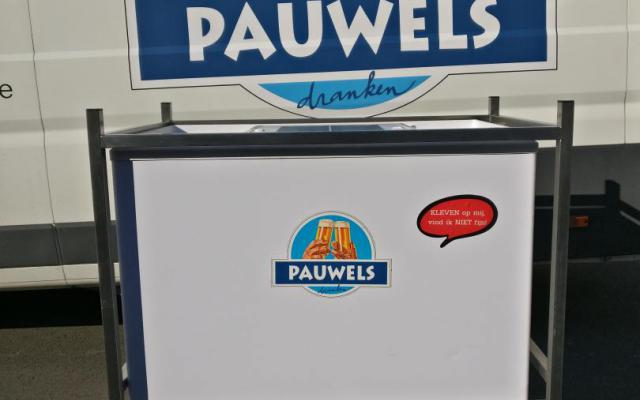 e
PAUWELS
dranken
KLEVEN op mij,
vind ik NIET fijn!
PAUWELS
dranken